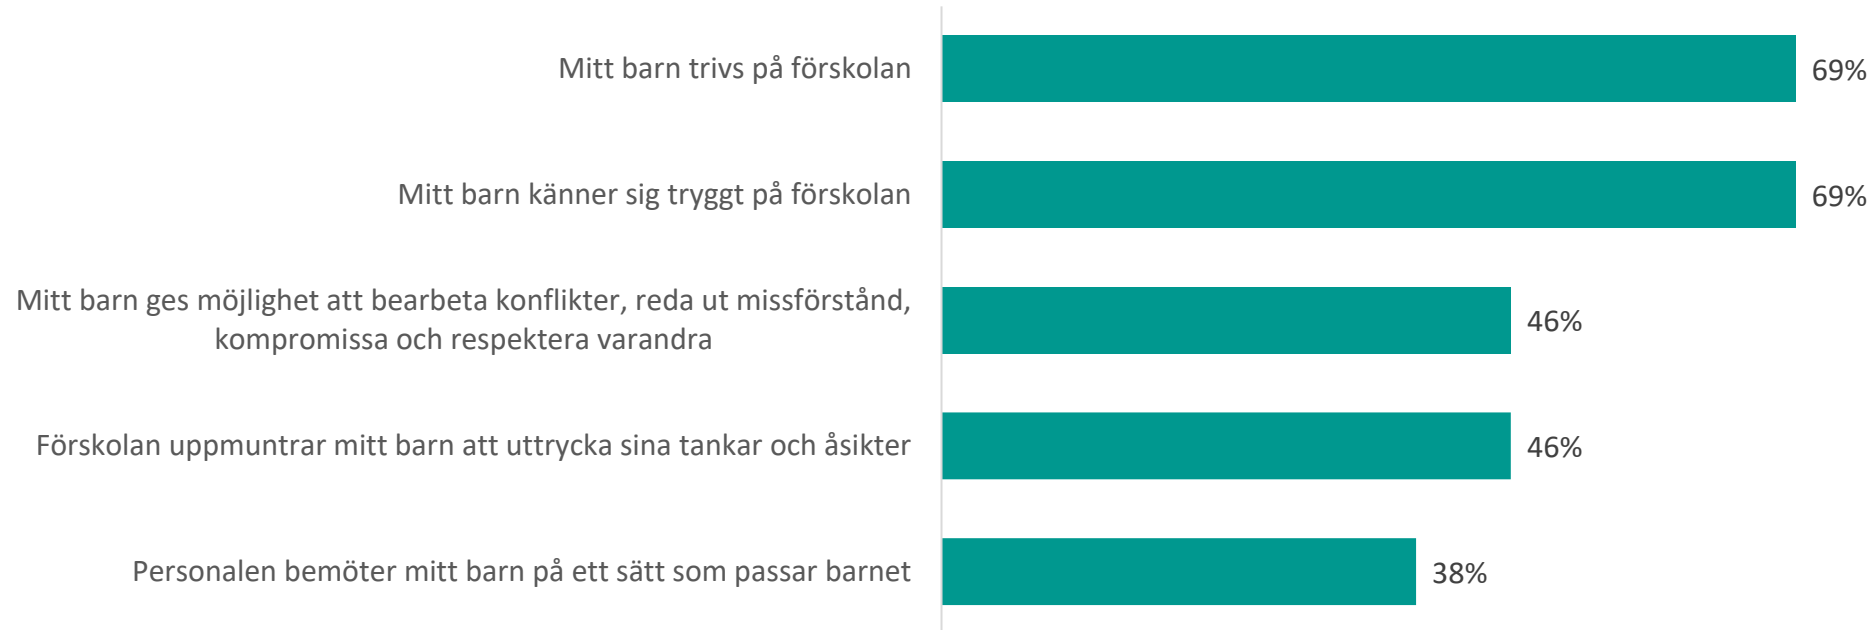 Mitt barn trivs på förskolan
69%
Mitt barn känner sig tryggt på förskolan
69%
Mitt barn ges möjlighet att bearbeta konflikter, reda ut missförstånd,
kompromissa och respektera varandra
46%
Förskolan uppmuntrar mitt barn att uttrycka sina tankar och åsikter
46%
Personalen bemöter mitt barn på ett sätt som passar barnet
38%